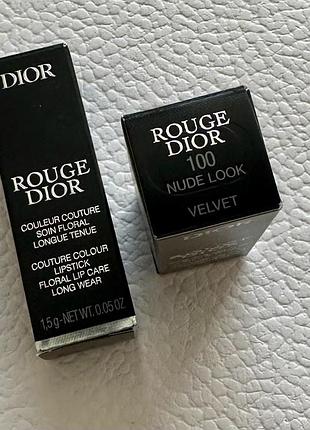 DIOR
ROUGE
DIOR
COULEUR COUTURE
SOIN FLORAL
LONGUE TENUE
COUTURE COLOUR
LIPSTICK
FLORAL LIP CARE
LONG WEAR
1,5 g - NET WT. 0.05 OZ
ROUGE
DIOR
100
NUDE LOOK
VELVET